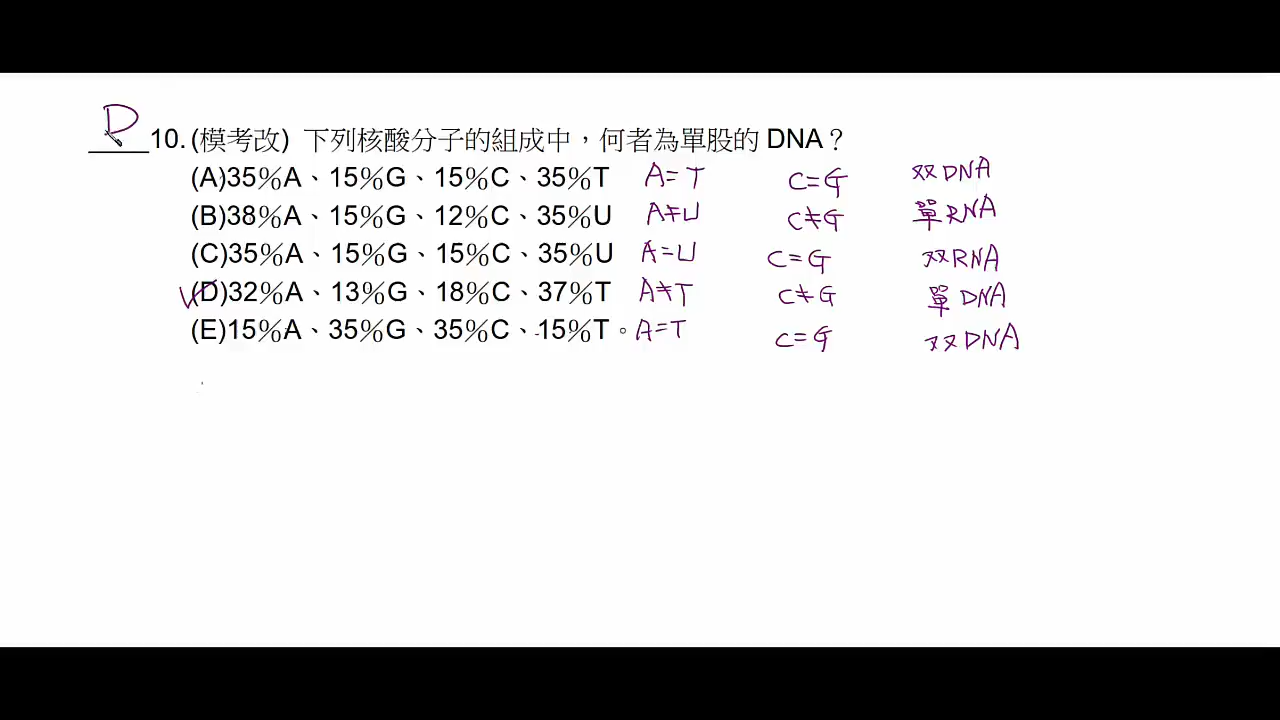 D
10. (模考改) 下列核酸分子的組成中，何者為單股的 DNA？
(A)35%A、15%G、15%C、35%T A=T C=G 双DNA
(B)38%A、15%G、12%C、35%U A≠U C≠G 單RNA
(C)35%A、15%G、15%C、35%U A=U C=G 双RNA
(D)32%A、13%G、18%C、37%T A≠T C≠G 單DNA
(E)15%A、35%G、35%C、15%T。 A=T C=G 双DNA